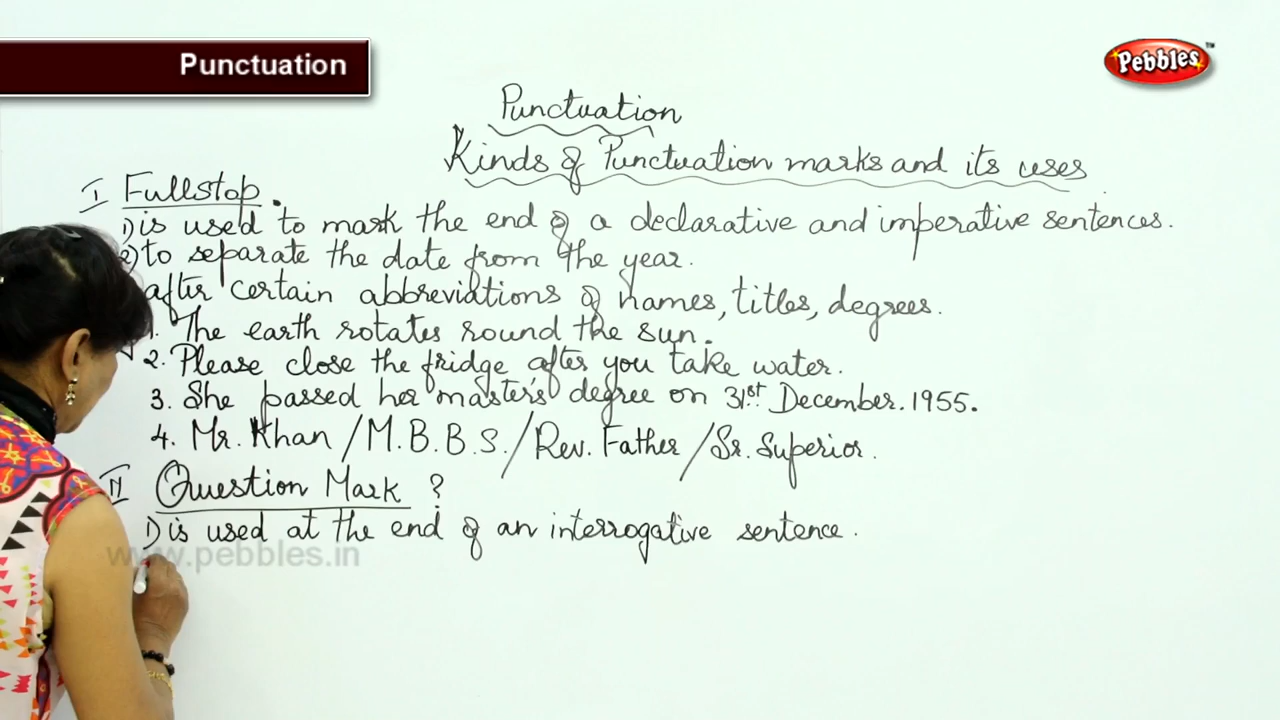 Punctuation
Pebbles™
Punctuation
Kinds of Punctuation marks and its uses
I Fullstop.
1) is used to mark the end of a declarative and imperative sentences.
2) to separate the date from the year.
after certain abbreviations of names, titles, degrees.
1. The earth rotates round the sun.
2. Please close the fridge after you take water.
3. She passed her master's degree on 31st December. 1955.
4. Mr. Khan / M.B.B.S. / Rev. Father / Sr. Superior.
II Question Mark ?
1) is used at the end of an interrogative sentence.
www.pebbles.in